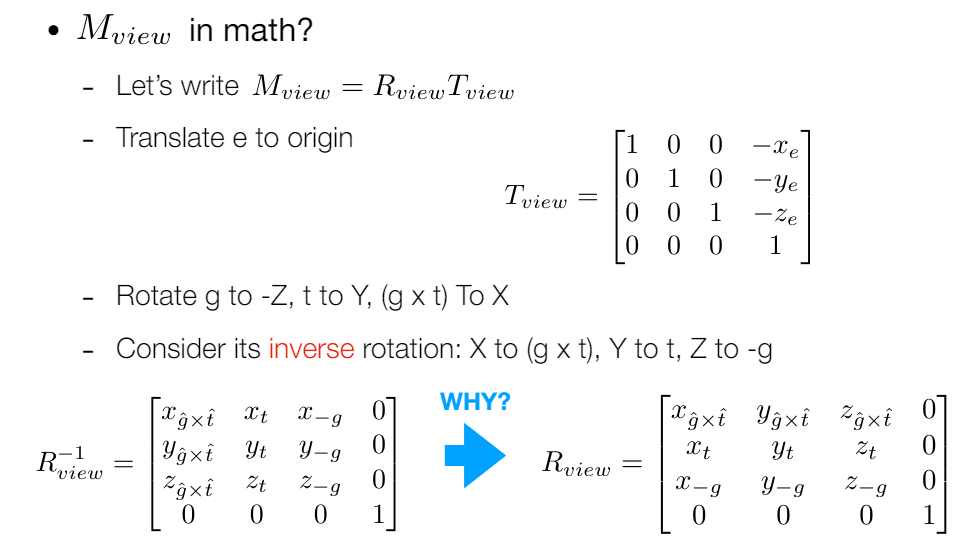 • M_{view} in math?
- Let's write M_{view} = R_{view}T_{view}
- Translate e to origin
T_{view} = \begin{bmatrix} 1 & 0 & 0 & -x_e \\ 0 & 1 & 0 & -y_e \\ 0 & 0 & 1 & -z_e \\ 0 & 0 & 0 & 1 \end{bmatrix}
- Rotate g to -Z, t to Y, (g x t) To X
- Consider its inverse rotation: X to (g x t), Y to t, Z to -g
R_{view}^{-1} = \begin{bmatrix} x_{\hat{g}\times\hat{t}} & x_t & x_{-g} & 0 \\ y_{\hat{g}\times\hat{t}} & y_t & y_{-g} & 0 \\ z_{\hat{g}\times\hat{t}} & z_t & z_{-g} & 0 \\ 0 & 0 & 0 & 1 \end{bmatrix}
WHY?
R_{view} = \begin{bmatrix} x_{\hat{g}\times\hat{t}} & y_{\hat{g}\times\hat{t}} & z_{\hat{g}\times\hat{t}} & 0 \\ x_t & y_t & z_t & 0 \\ x_{-g} & y_{-g} & z_{-g} & 0 \\ 0 & 0 & 0 & 1 \end{bmatrix}